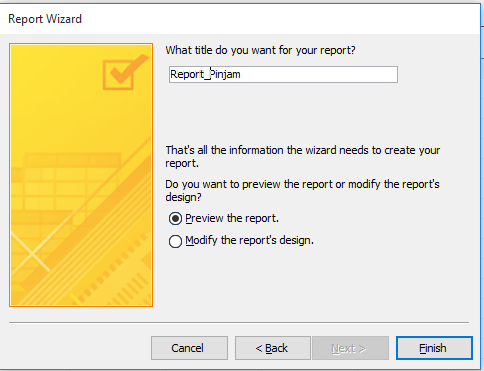 Report Wizard
What title do you want for your report?
Report_Pinjam
That's all the information the wizard needs to create your
report.
Do you want to preview the report or modify the report's
design?
Preview the report.
Modify the report's design.
Cancel
< Back
Next >
Finish